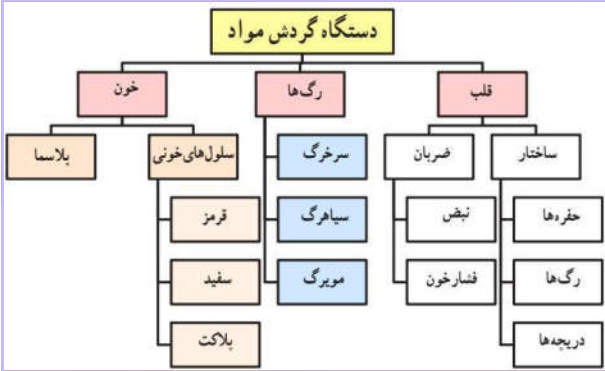 دستگاه گردش مواد
قلب
رگ‌ها
خون
ساختار
ضربان
سرخرگ
سلول‌های‌خونی
پلاسما
حفره‌ها
نبض
سیاهرگ
قرمز
رگ‌ها
فشارخون
مویرگ
سفید
دریچه‌ها
پلاکت